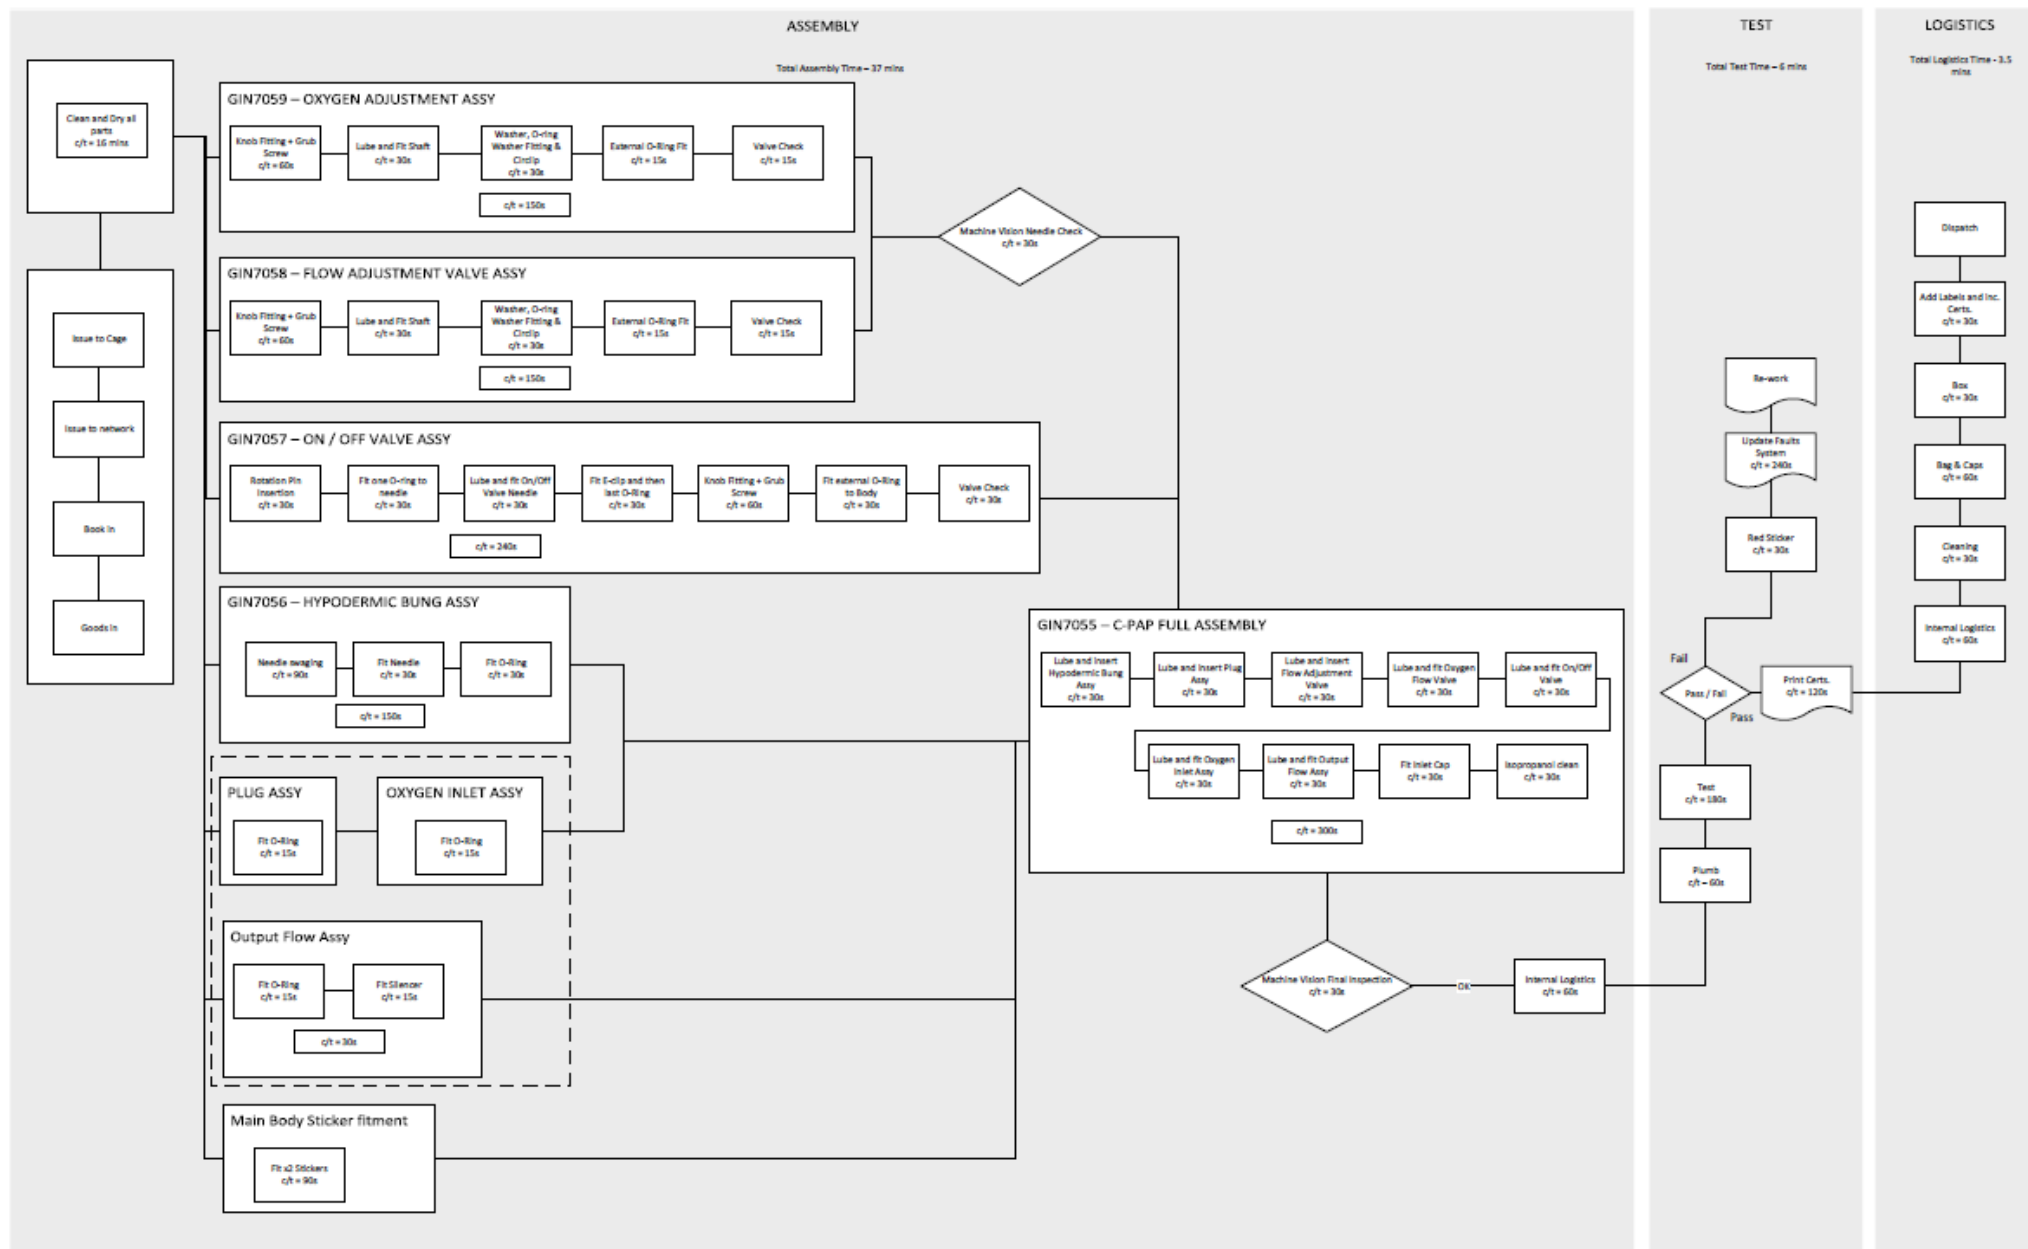 ASSEMBLY
Total Assembly Time – 37 mins
Clean and Dry all
parts
c/t = 16 mins
Issue to Cage
Issue to network
Book In
Goods In
GIN7059 – OXYGEN ADJUSTMENT ASSY
Knob Fitting + Grub
Screw
c/t = 60s
Lube and Fit Shaft
c/t = 30s
Washer, O-ring
Washer Fitting &
Circlip
c/t = 30s
External O-Ring Fit
c/t = 15s
Valve Check
c/t = 15s
c/t = 150s
GIN7058 – FLOW ADJUSTMENT VALVE ASSY
Knob Fitting + Grub
Screw
c/t = 60s
Lube and Fit Shaft
c/t = 30s
Washer, O-ring
Washer Fitting &
Circlip
c/t = 30s
External O-Ring Fit
c/t = 15s
Valve Check
c/t = 15s
c/t = 150s
Machine Vision Needle Check
c/t = 30s
GIN7057 – ON / OFF VALVE ASSY
Rotation Pin
Insertion
c/t = 30s
Fit one O-ring to
needle
c/t = 30s
Lube and fit On/Off
Valve Needle
c/t = 30s
Fit E-clip and then
last O-Ring
c/t = 30s
Knob Fitting + Grub
Screw
c/t = 60s
Fit external O-Ring
to Body
c/t = 30s
Valve Check
c/t = 30s
c/t = 240s
GIN7056 – HYPODERMIC BUNG ASSY
Needle swaging
c/t = 90s
Fit Needle
c/t = 30s
Fit O-Ring
c/t = 30s
c/t = 150s
PLUG ASSY
Fit O-Ring
c/t = 15s
OXYGEN INLET ASSY
Fit O-Ring
c/t = 15s
Output Flow Assy
Fit O-Ring
c/t = 15s
Fit Silencer
c/t = 15s
c/t = 30s
Main Body Sticker fitment
Fit x2 Stickers
c/t = 90s
GIN7055 – C-PAP FULL ASSEMBLY
Lube and Insert
Hypodermic Bung
Assy
c/t = 30s
Lube and Insert Plug
Assy
c/t = 30s
Lube and Insert
Flow Adjustment
Valve
c/t = 30s
Lube and fit Oxygen
Flow Valve
c/t = 30s
Lube and fit On/Off
Valve
c/t = 30s
Lube and fit Oxygen
Inlet Assy
c/t = 30s
Lube and fit Output
Flow Assy
c/t = 30s
Fit Inlet Cap
c/t = 30s
Isopropanol clean
c/t = 30s
c/t = 300s
Machine Vision Final Inspection
c/t = 30s
OK
Internal Logistics
c/t = 60s
TEST
Total Test Time – 6 mins
Re-work
Update Faults
System
c/t = 240s
Red Sticker
c/t = 30s
Fail
Pass / Fail
Pass
Print Certs.
c/t = 120s
Test
c/t = 180s
Plumb
c/t – 60s
LOGISTICS
Total Logistics Time - 3.5
mins
Dispatch
Add Labels and Inc.
Certs.
c/t = 30s
Box
c/t = 30s
Bag & Caps
c/t = 60s
Cleaning
c/t = 30s
Internal Logistics
c/t = 60s